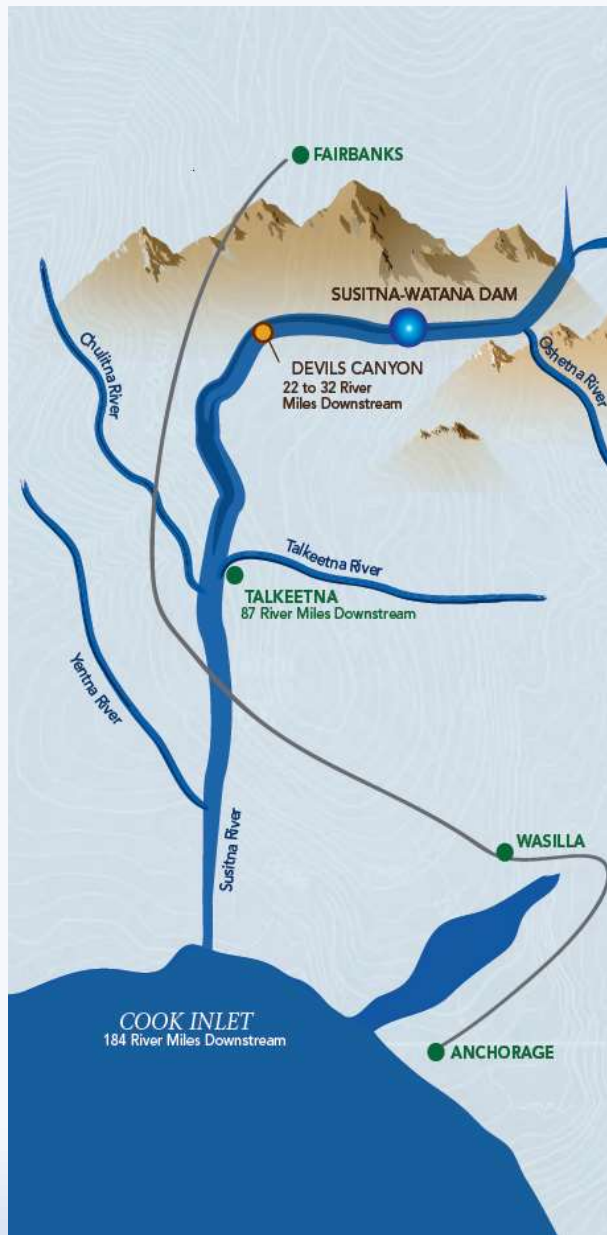 FAIRBANKS
SUSITNA-WATANA DAM
DEVILS CANYON
22 to 32 River
Miles Downstream
Chulitna River
Oshetna River
Talkeetna River
TALKEETNA
87 River Miles Downstream
Yentna River
Susitna River
WASILLA
COOK INLET
184 River Miles Downstream
ANCHORAGE